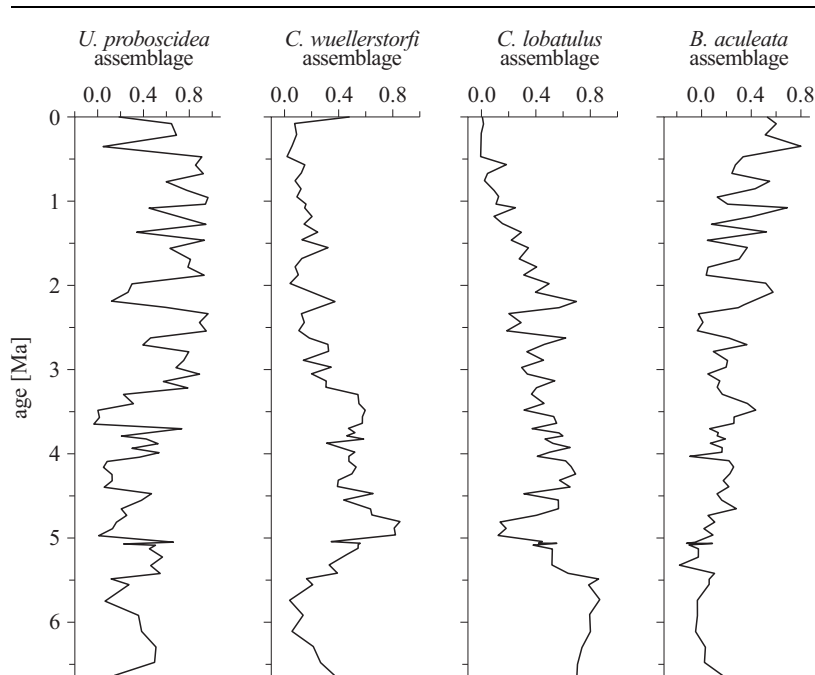 U. proboscidea C. wuellerstorfi C. lobatulus B. aculeata
assemblage assemblage assemblage assemblage
0.0 0.4 0.8 0.0 0.4 0.8 0.0 0.4 0.8 0.0 0.4 0.8
0
1
2
3
age [Ma]
4
5
6